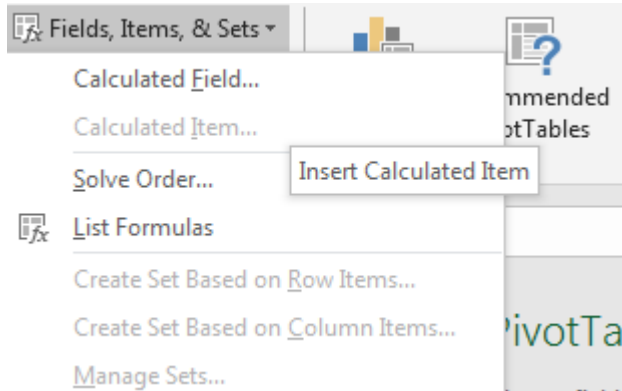 Fields, Items, & Sets
Calculated Field...
Calculated Item...
Insert Calculated Item
Solve Order...
List Formulas
Create Set Based on Row Items...
Create Set Based on Column Items...
Manage Sets...
mmended
otTables
PivotTa